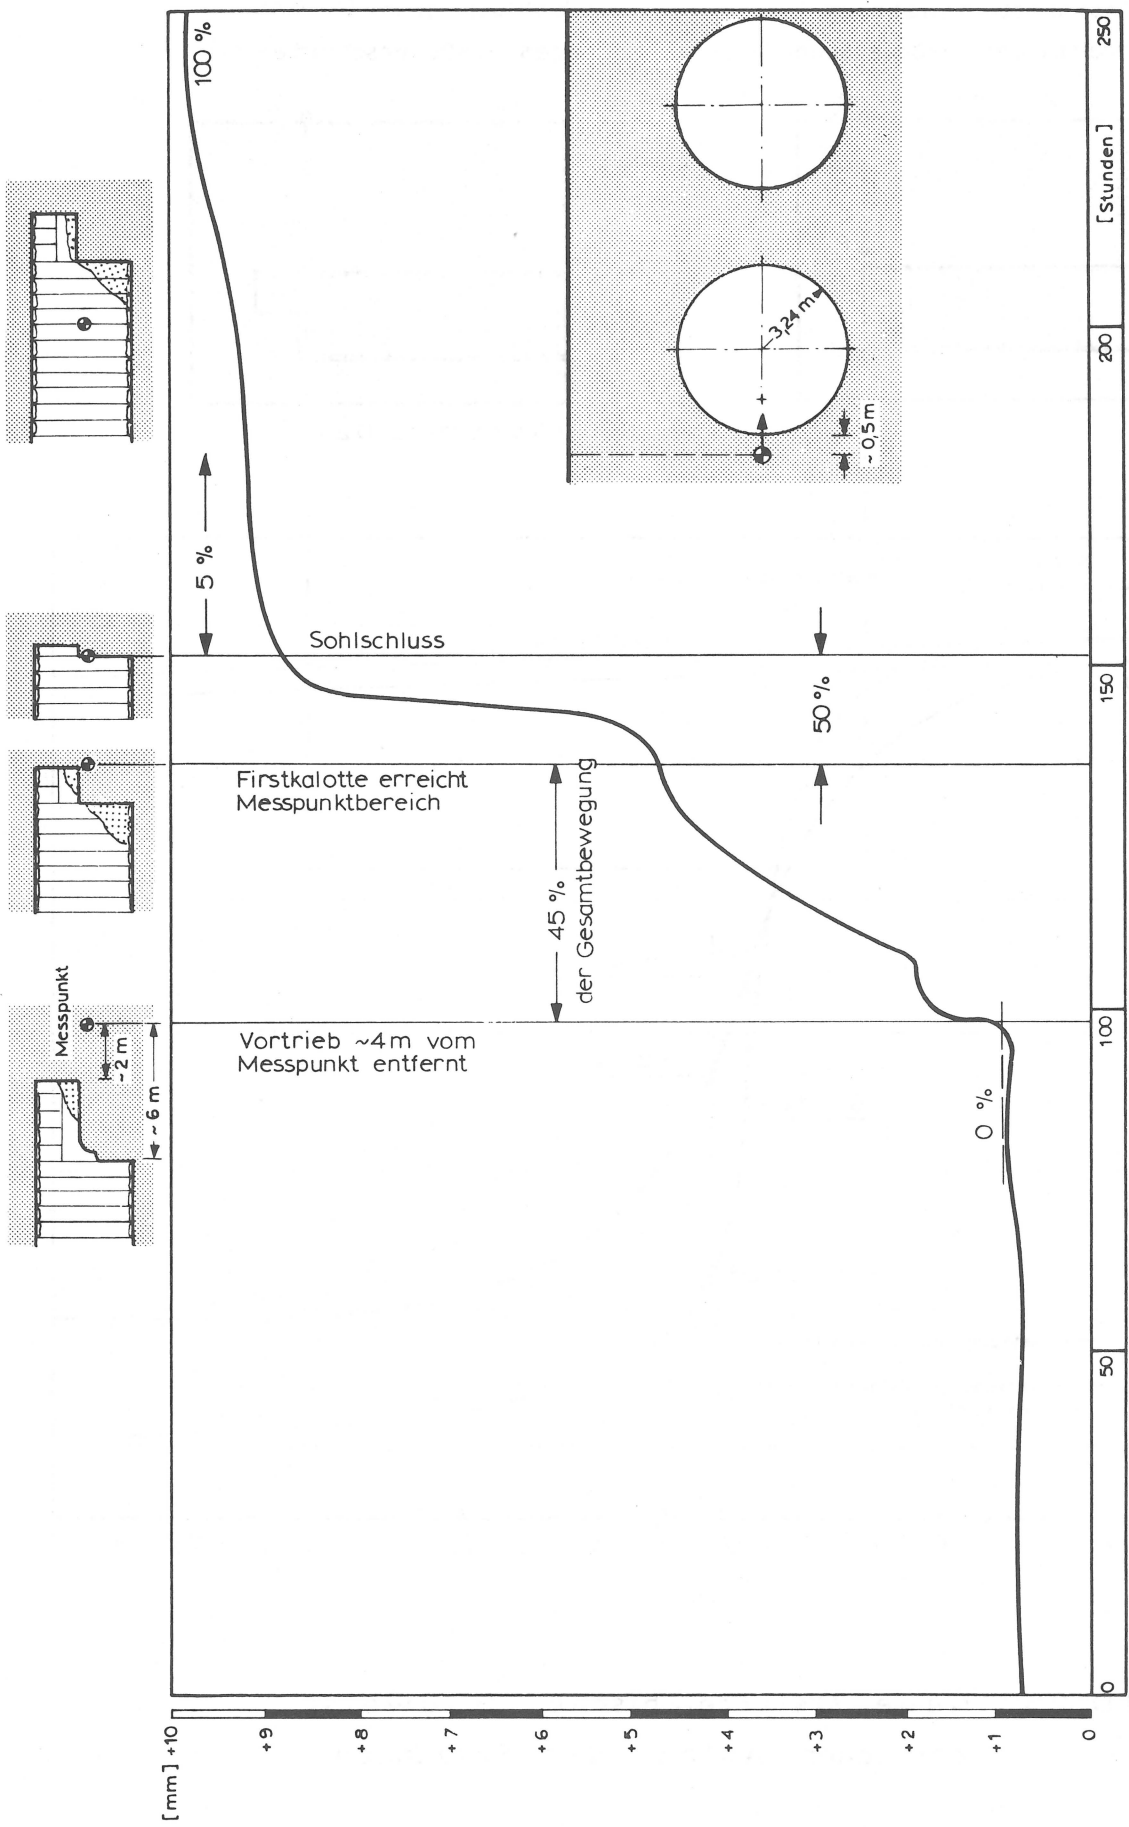 Messpunkt
~2 m
~ 6 m
[mm] +10
+9
+8
+7
+6
+5
+4
+3
+2
+1
0
100 %
5 %
Sohlschluss
50 %
Firstkalotte erreicht
Messpunktbereich
45 %
der Gesamtbewegung
Vortrieb ~4 m vom
Messpunkt entfernt
0 %
3,24 m
~ 0,5 m
0
50
100
150
200
[Stunden]
250